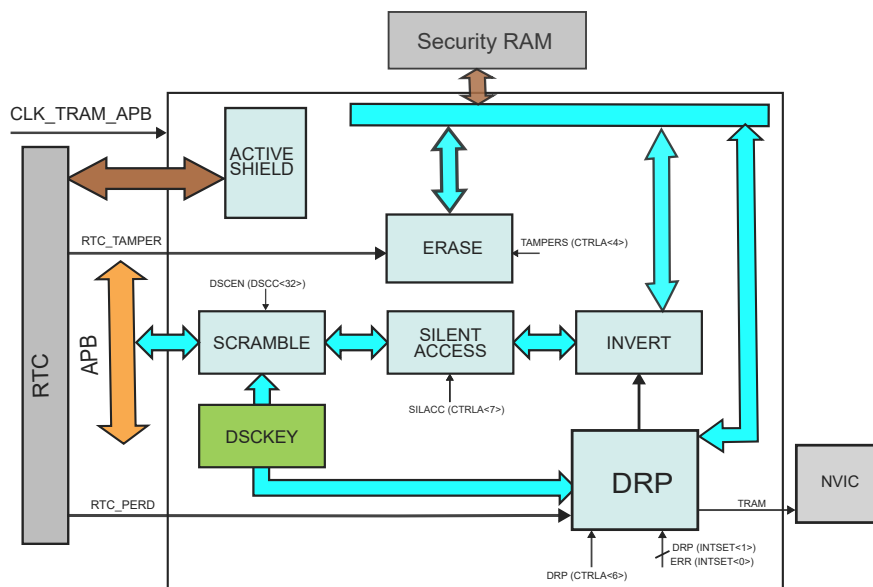 Security RAM
CLK_TRAM_APB
ACTIVE
SHIELD
RTC_TAMPER
ERASE
TAMPERS (CTRLA<4>)
DSCEN (DSCC<32>)
RTC
APB
SCRAMBLE
SILENT
ACCESS
INVERT
SILACC (CTRLA<7>)
DSCKEY
DRP
NVIC
RTC_PERD
TRAM
DRP (INTSET<1>)
ERR (INTSET<0>)
DRP (CTRLA<6>)